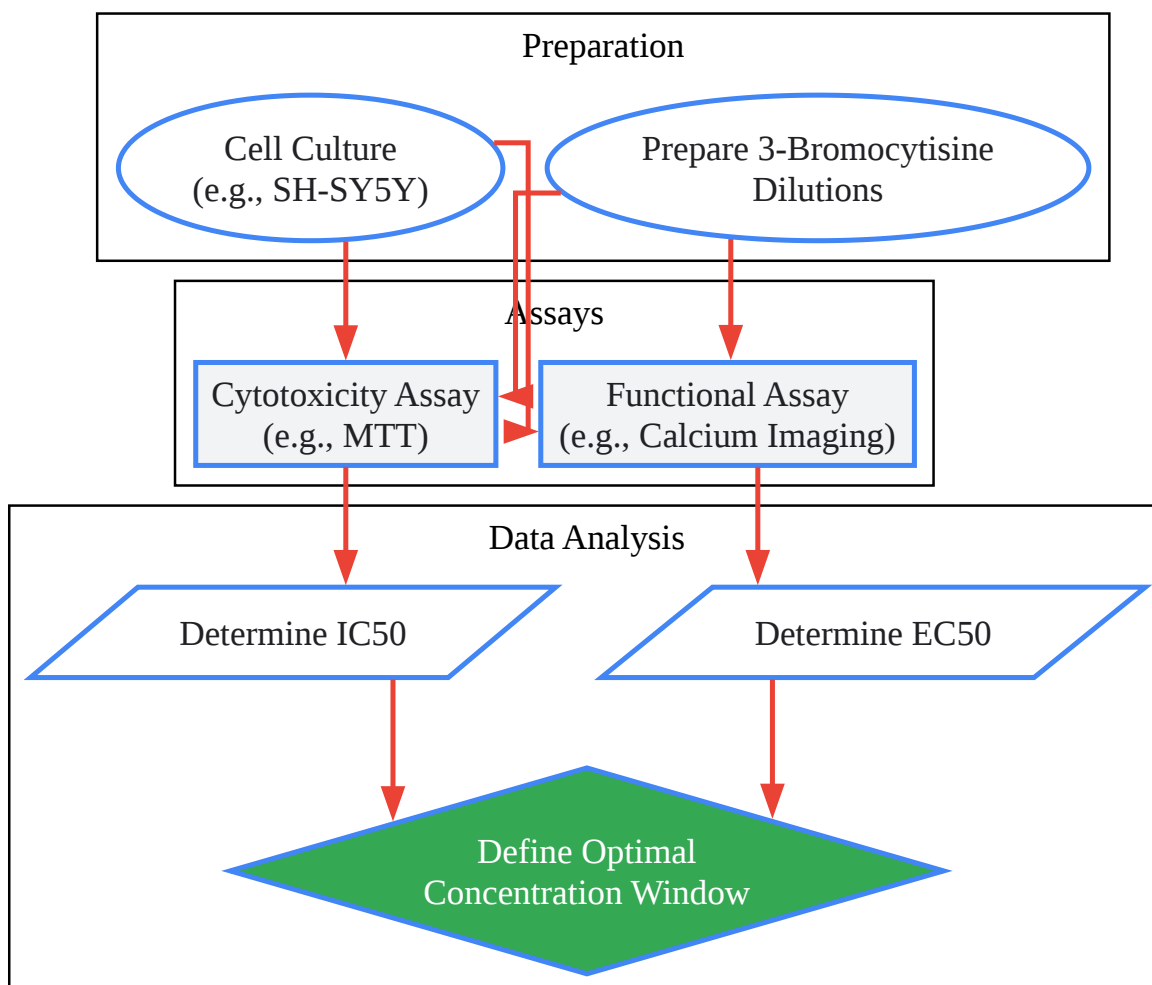 Preparation
Cell Culture
(e.g., SH-SY5Y)
Prepare 3-Bromocytisine
Dilutions
Assays
Cytotoxicity Assay
(e.g., MTT)
Functional Assay
(e.g., Calcium Imaging)
Data Analysis
Determine IC50
Determine EC50
Define Optimal
Concentration Window